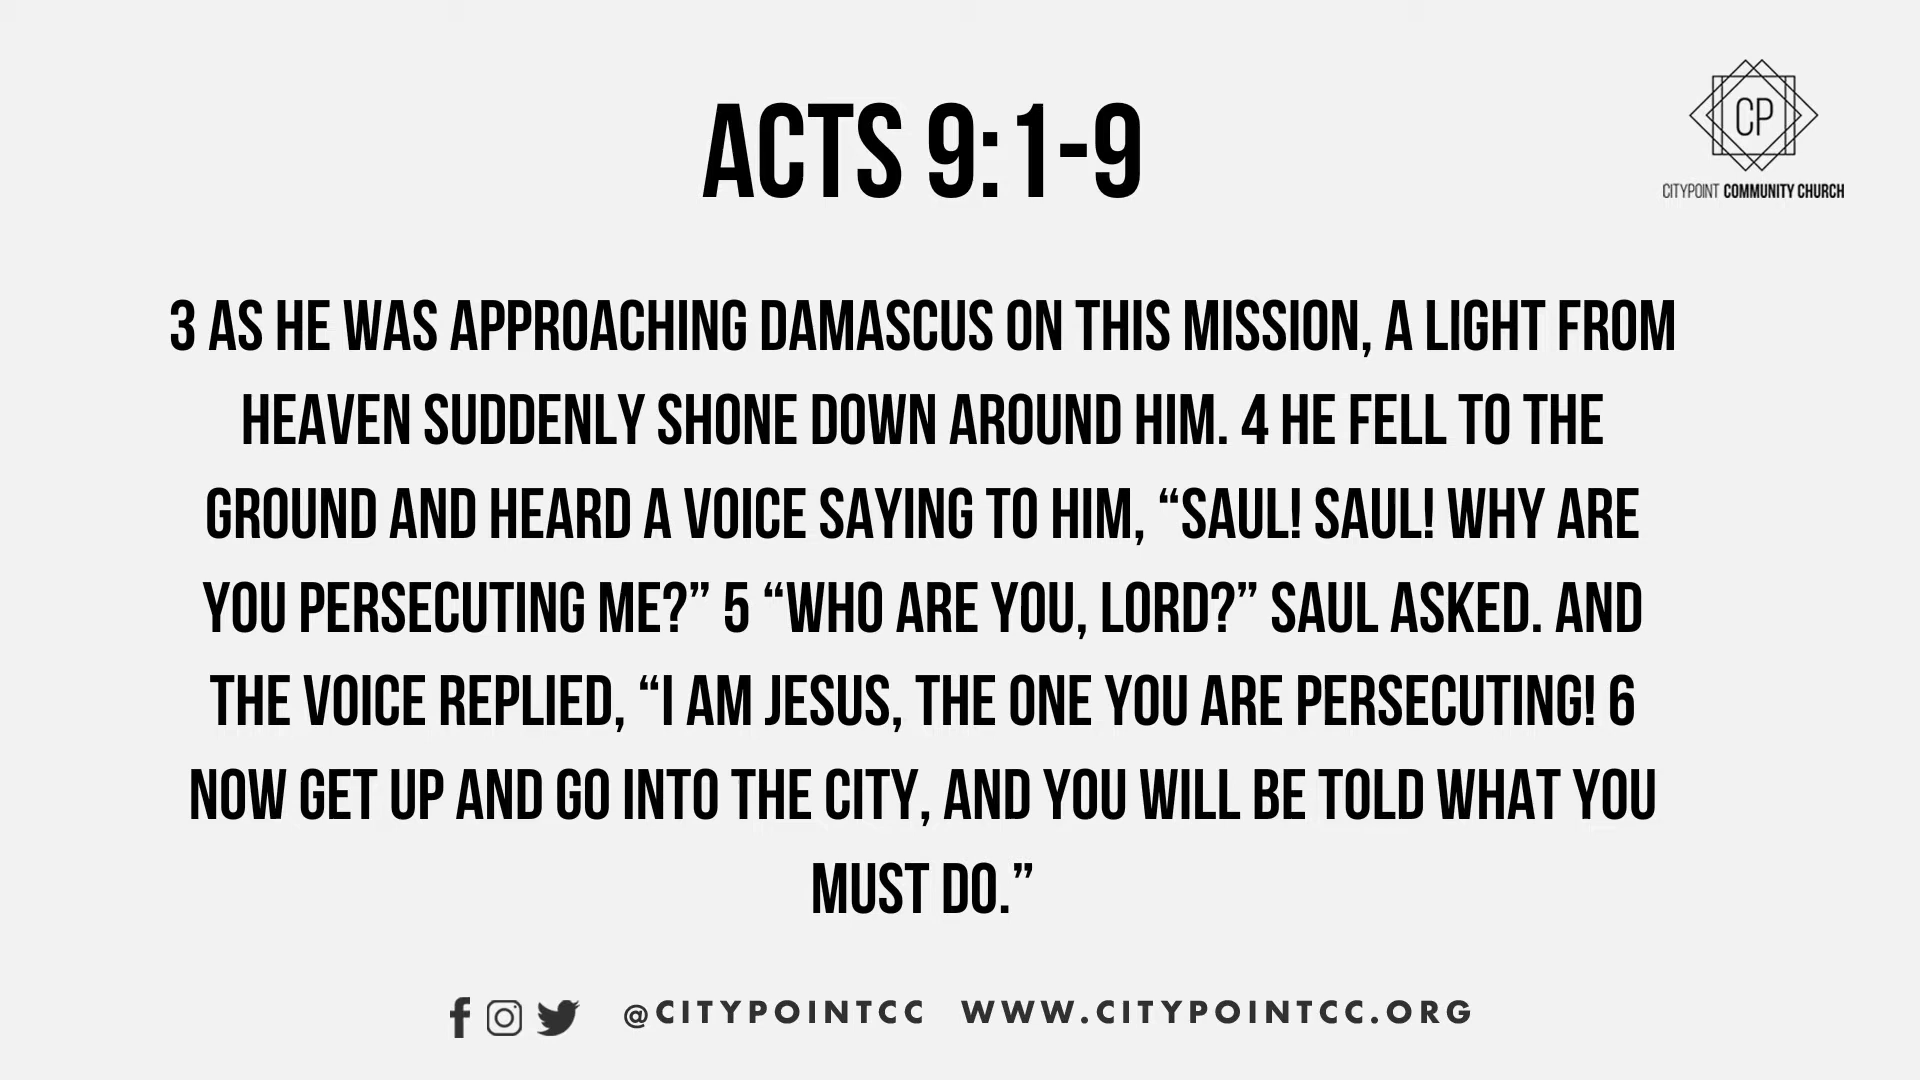 ACTS 9:1-9
CP
CITYPOINT COMMUNITY CHURCH
3 AS HE WAS APPROACHING DAMASCUS ON THIS MISSION, A LIGHT FROM
HEAVEN SUDDENLY SHONE DOWN AROUND HIM. 4 HE FELL TO THE
GROUND AND HEARD A VOICE SAYING TO HIM, “SAUL! SAUL! WHY ARE
YOU PERSECUTING ME?” 5 “WHO ARE YOU, LORD?” SAUL ASKED. AND
THE VOICE REPLIED, “I AM JESUS, THE ONE YOU ARE PERSECUTING! 6
NOW GET UP AND GO INTO THE CITY, AND YOU WILL BE TOLD WHAT YOU
MUST DO.”
@CITYPOINTCC WWW.CITYPOINTCC.ORG